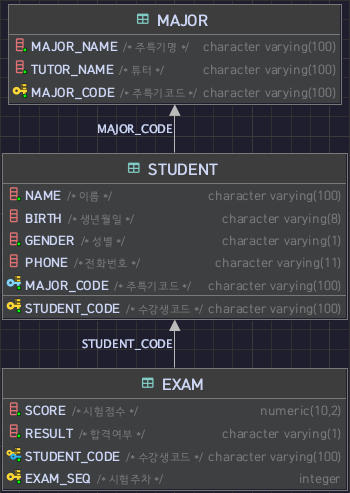 MAJOR
MAJOR_NAME /* 주특기명 */ character varying(100)
TUTOR_NAME /* 튜터 */ character varying(100)
MAJOR_CODE /* 주특기코드 */ character varying(100)
MAJOR_CODE
STUDENT
NAME /* 이름 */ character varying(100)
BIRTH /* 생년월일 */ character varying(8)
GENDER /* 성별 */ character varying(1)
PHONE /* 전화번호 */ character varying(11)
MAJOR_CODE /* 주특기코드 */ character varying(100)
STUDENT_CODE /* 수강생코드 */ character varying(100)
STUDENT_CODE
EXAM
SCORE /* 시험점수 */ numeric(10,2)
RESULT /* 합격여부 */ character varying(1)
STUDENT_CODE /* 수강생코드 */ character varying(100)
EXAM_SEQ /* 시험주차 */ integer